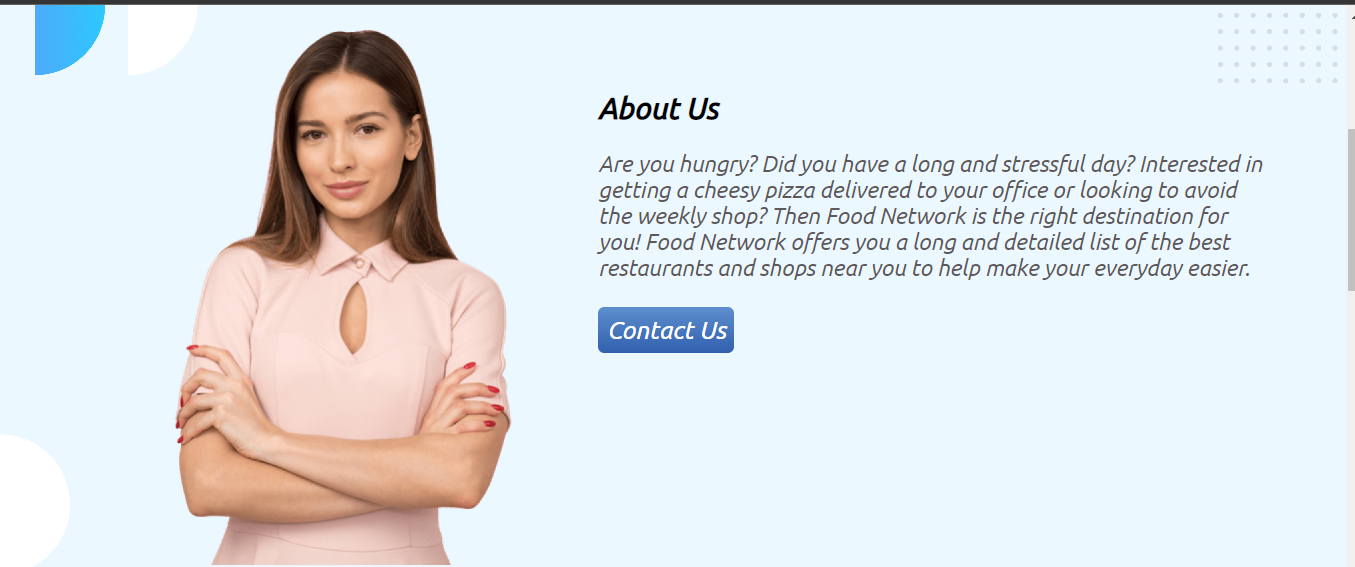 About Us
Are you hungry? Did you have a long and stressful day? Interested in
getting a cheesy pizza delivered to your office or looking to avoid
the weekly shop? Then Food Network is the right destination for
you! Food Network offers you a long and detailed list of the best
restaurants and shops near you to help make your everyday easier.
Contact Us